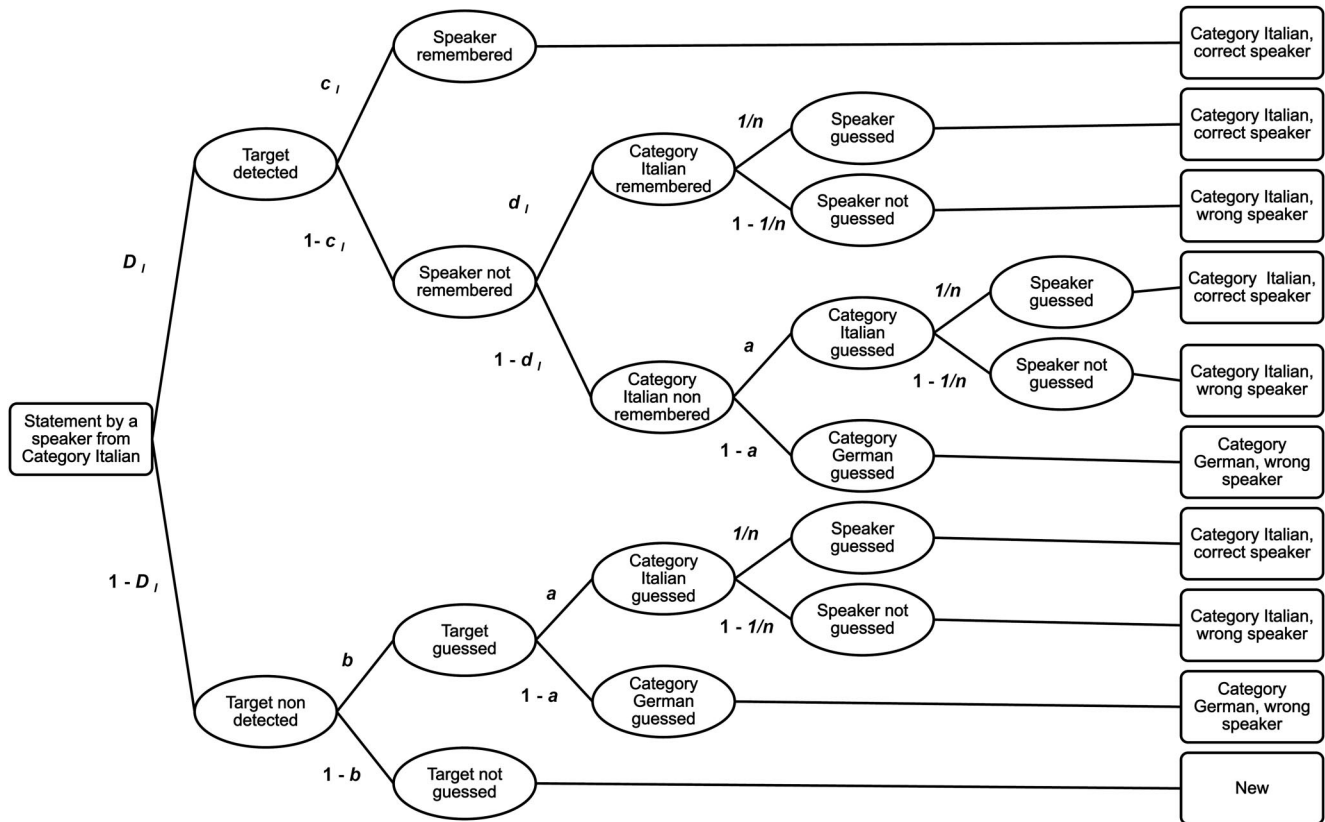 Statement by a
speaker from
Category Italian
D I
1 - D I
Target
detected
Target non
detected
c I
1- c I
b
1 - b
Speaker
remembered
Speaker not
remembered
Target
guessed
Target not
guessed
d I
1 - d I
a
1 - a
Category
Italian
remembered
Category
Italian non
remembered
Category
Italian
guessed
Category
German
guessed
1/n
1 - 1/n
a
1 - a
1/n
1 - 1/n
Speaker
guessed
Speaker not
guessed
Category
Italian
guessed
Category
German
guessed
Speaker
guessed
Speaker not
guessed
1/n
1 - 1/n
Speaker
guessed
Speaker not
guessed
Category Italian,
correct speaker
Category Italian,
correct speaker
Category Italian,
wrong speaker
Category Italian,
correct speaker
Category Italian,
wrong speaker
Category
German, wrong
speaker
Category Italian,
correct speaker
Category Italian,
wrong speaker
Category
German, wrong
speaker
New